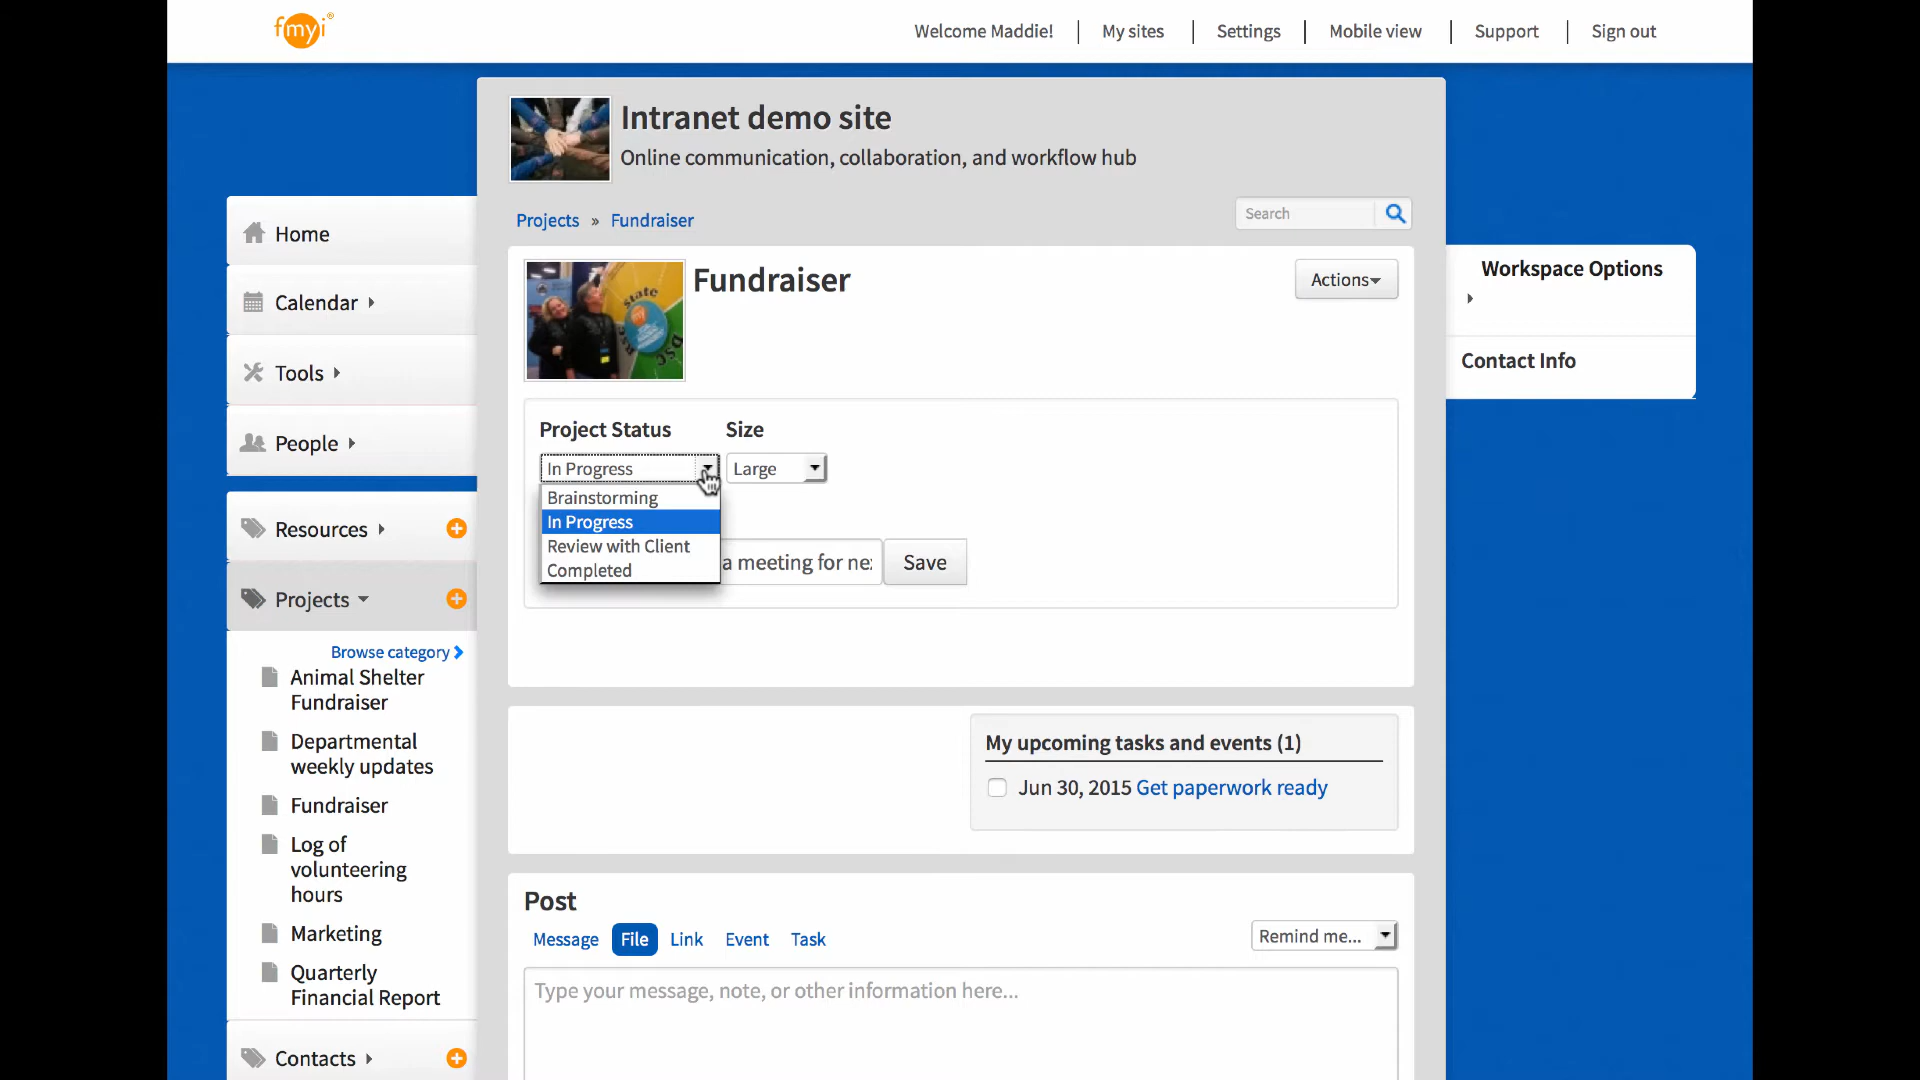 fmyi
Welcome Maddie!
My sites
Settings
Mobile view
Support
Sign out
Intranet demo site
Online communication, collaboration, and workflow hub
Projects » Fundraiser
Search
Home
Calendar
Tools
People
Resources
Projects
Browse category
Animal Shelter
Fundraiser
Departmental
weekly updates
Fundraiser
Log of
volunteering
hours
Marketing
Quarterly
Financial Report
Contacts
Fundraiser
Actions
State
DSC
Project Status
Size
In Progress
Large
Brainstorming
In Progress
Review with Client
Completed
a meeting for ne
Save
My upcoming tasks and events (1)
Jun 30, 2015 Get paperwork ready
Post
Message
File
Link
Event
Task
Remind me...
Type your message, note, or other information here...
Workspace Options
Contact Info